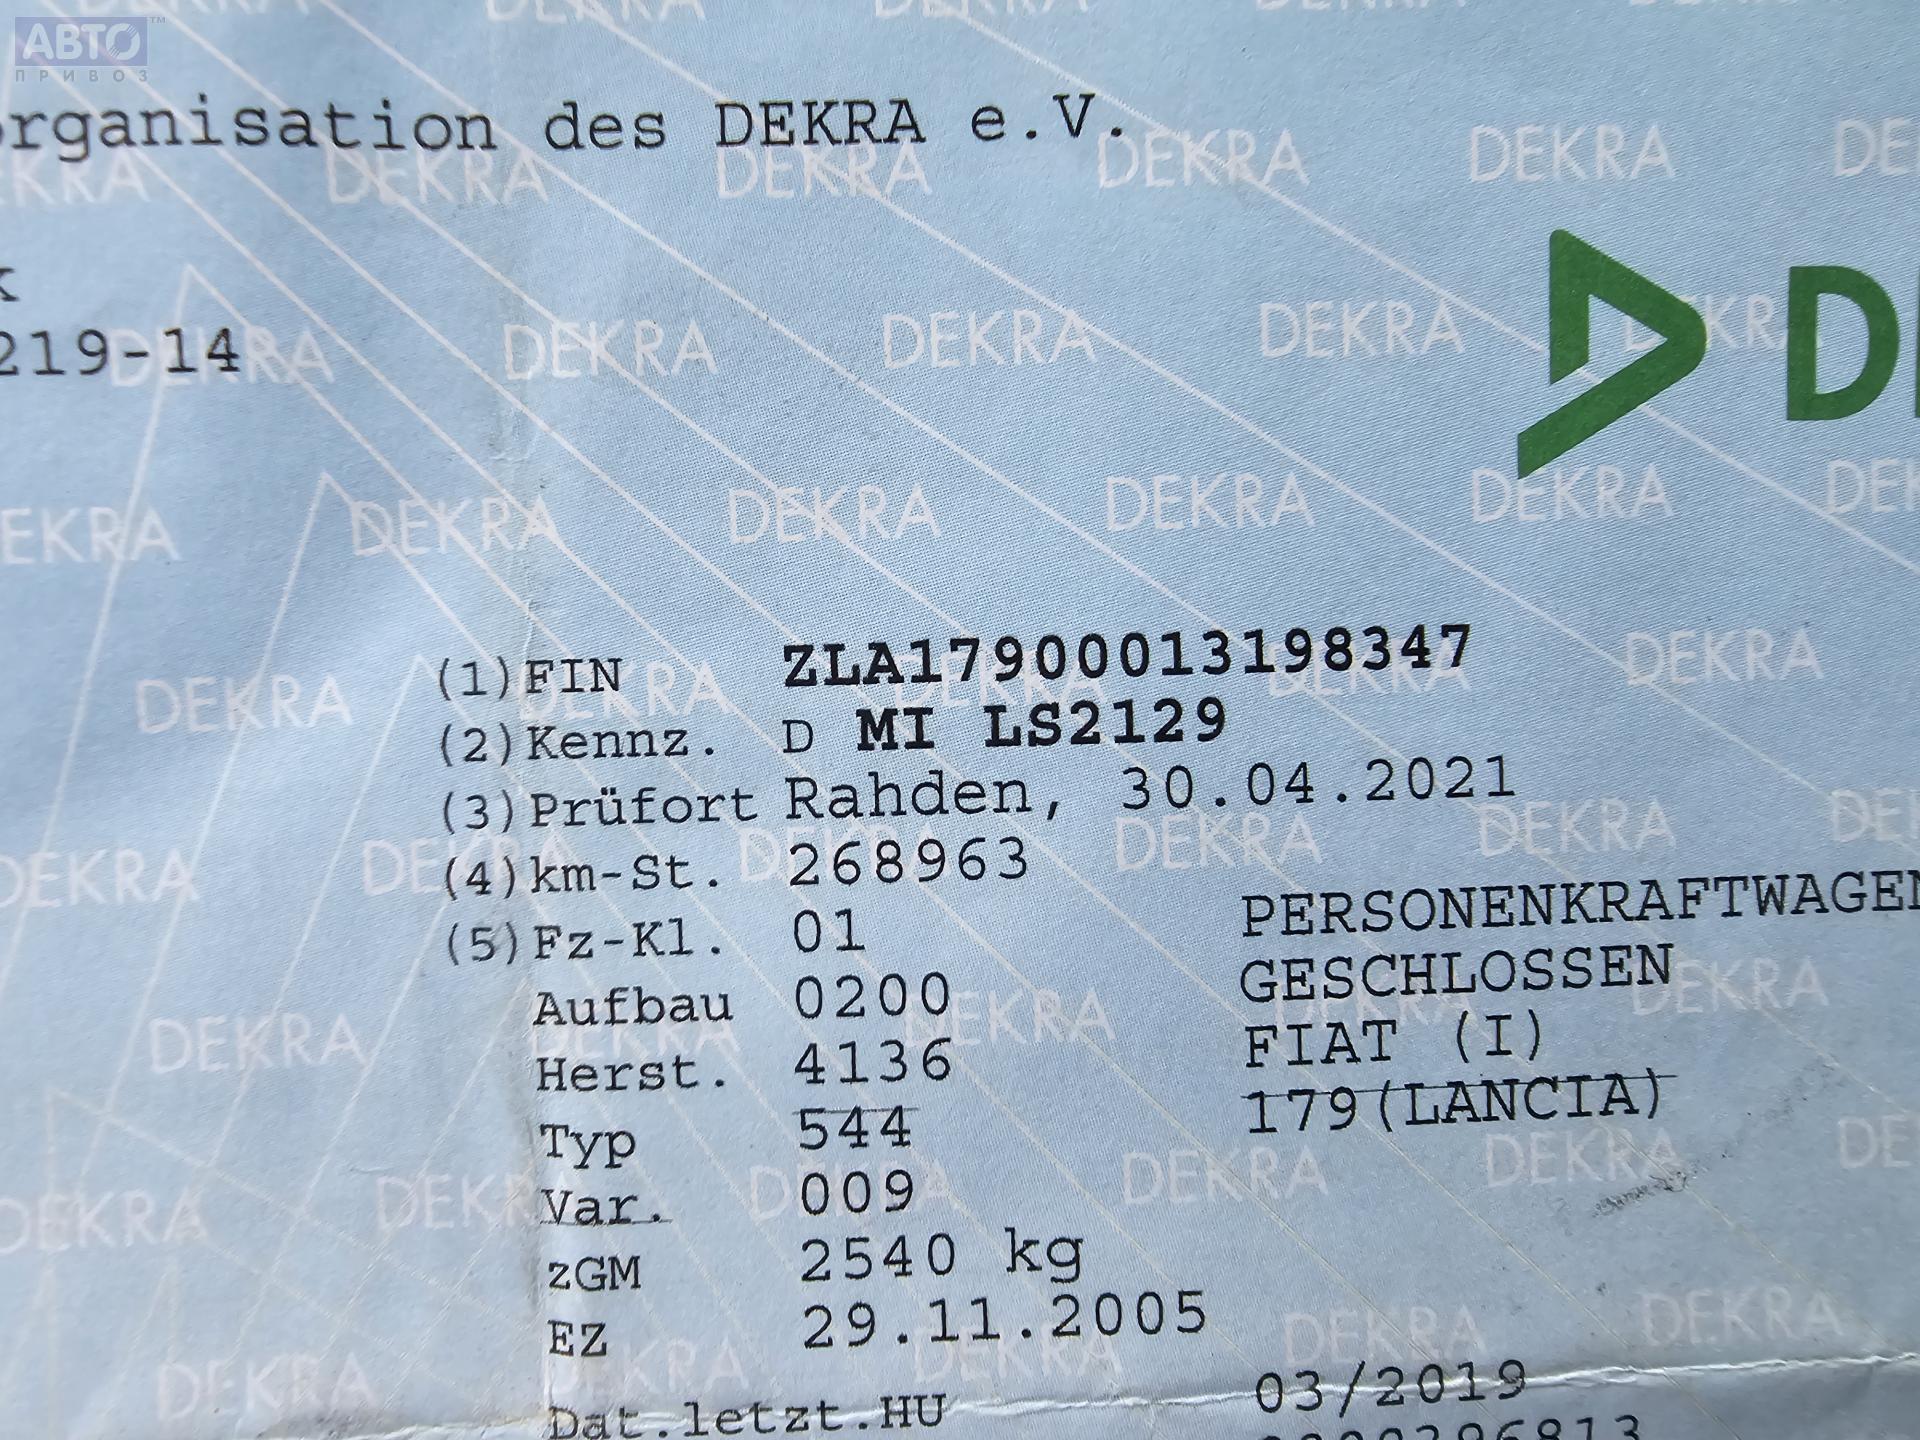 АВТО™
ПРИВОЗ
organisation des DEKRA e.V.
219-14
(1) FIN ZLA17900013198347
(2) Kennz. D MI LS2129
(3) Prüfort Rahden, 30.04.2021
(4) km-St. 268963
(5) Fz-Kl. 01 PERSONENKRAFTWAGEN
Aufbau 0200 GESCHLOSSEN
Herst. 4136 FIAT (I)
Typ 544 179(LANCIA)
Var. 009
zGM 2540 kg
EZ 29.11.2005
Dat.letzt.HU 03/2019